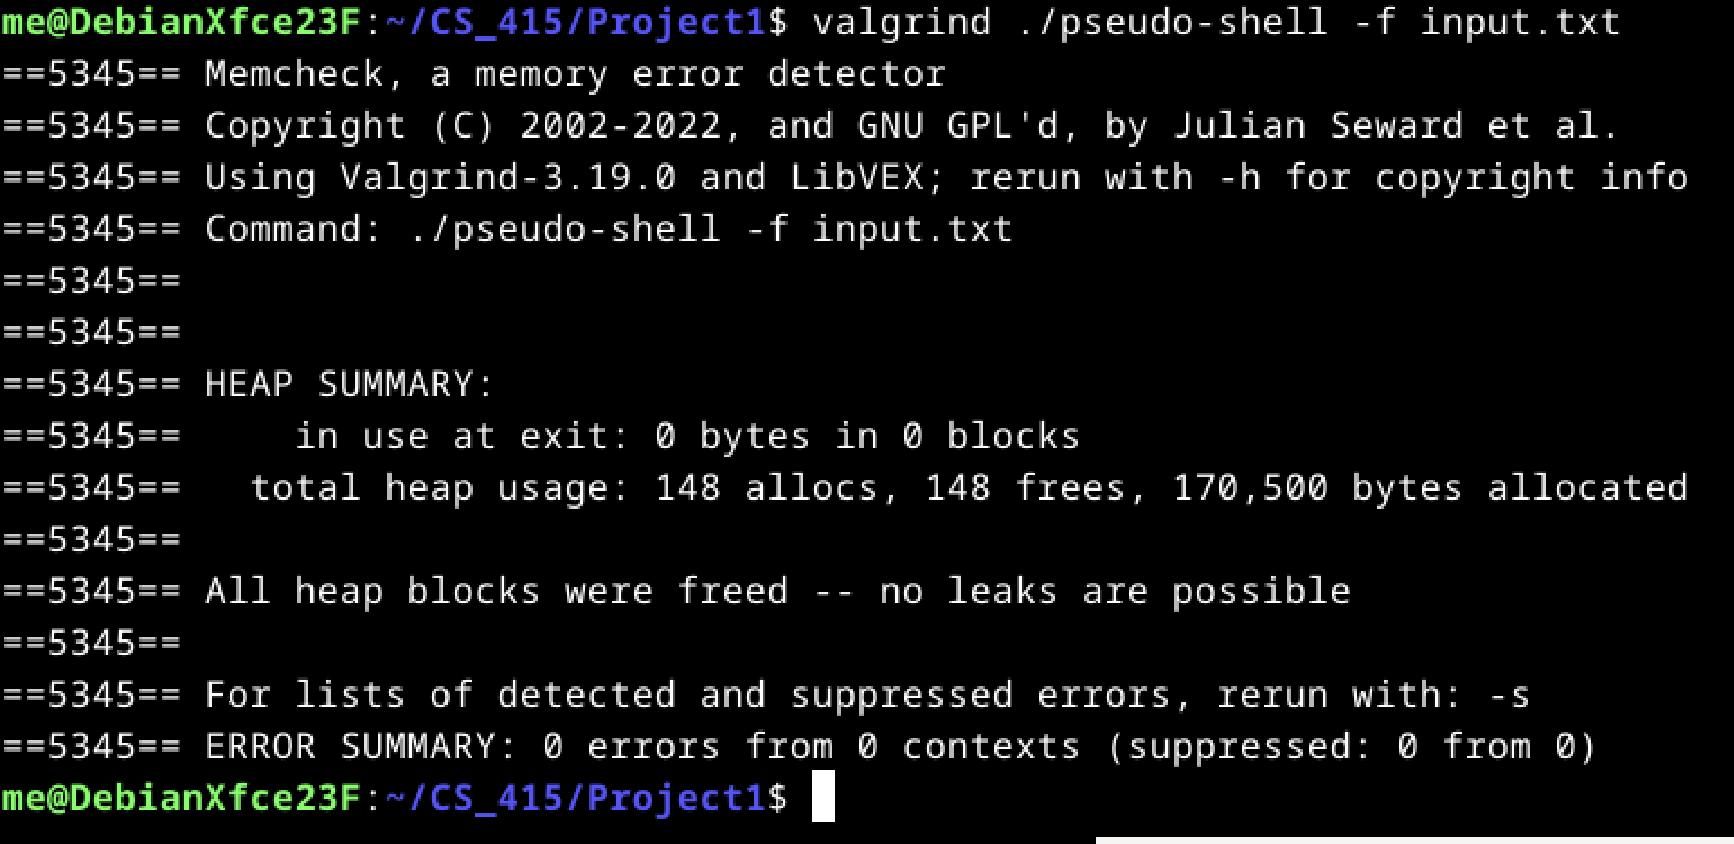 me@DebianXfce23F:~/CS_415/Project1$ valgrind ./pseudo-shell -f input.txt
==5345== Memcheck, a memory error detector
==5345== Copyright (C) 2002-2022, and GNU GPL'd, by Julian Seward et al.
==5345== Using Valgrind-3.19.0 and LibVEX; rerun with -h for copyright info
==5345== Command: ./pseudo-shell -f input.txt
==5345==
==5345==
==5345== HEAP SUMMARY:
==5345==     in use at exit: 0 bytes in 0 blocks
==5345==   total heap usage: 148 allocs, 148 frees, 170,500 bytes allocated
==5345==
==5345== All heap blocks were freed -- no leaks are possible
==5345==
==5345== For lists of detected and suppressed errors, rerun with: -s
==5345== ERROR SUMMARY: 0 errors from 0 contexts (suppressed: 0 from 0)
me@DebianXfce23F:~/CS_415/Project1$